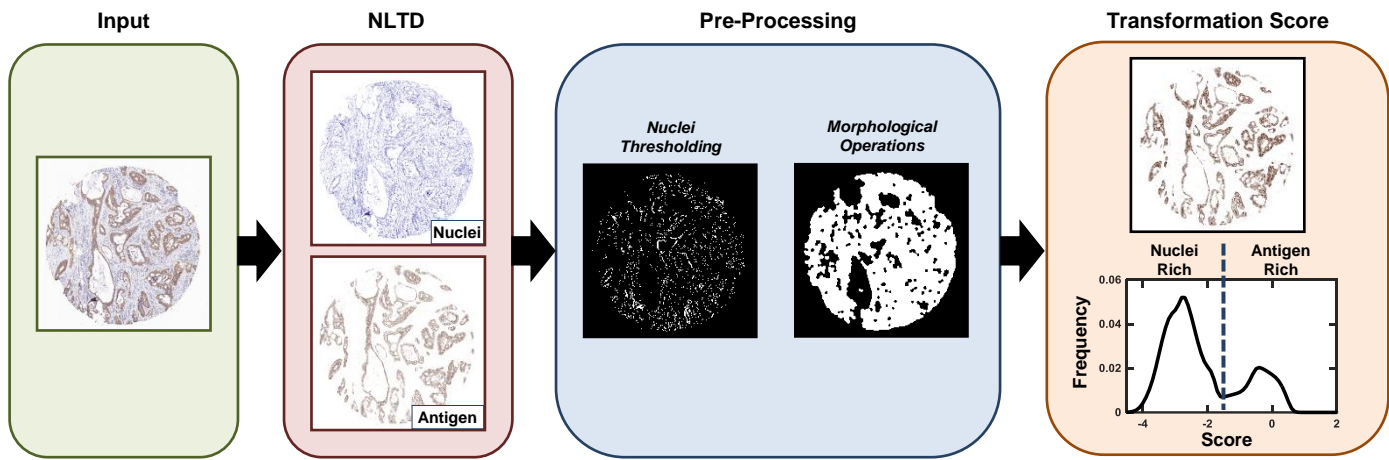 Input
NLTD
Pre-Processing
Transformation Score
Nuclei
Antigen
Nuclei
Thresholding
Morphological
Operations
Nuclei
Rich
Antigen
Rich
Frequency
0.06
0.04
0.02
0
-4
-2
0
2
Score